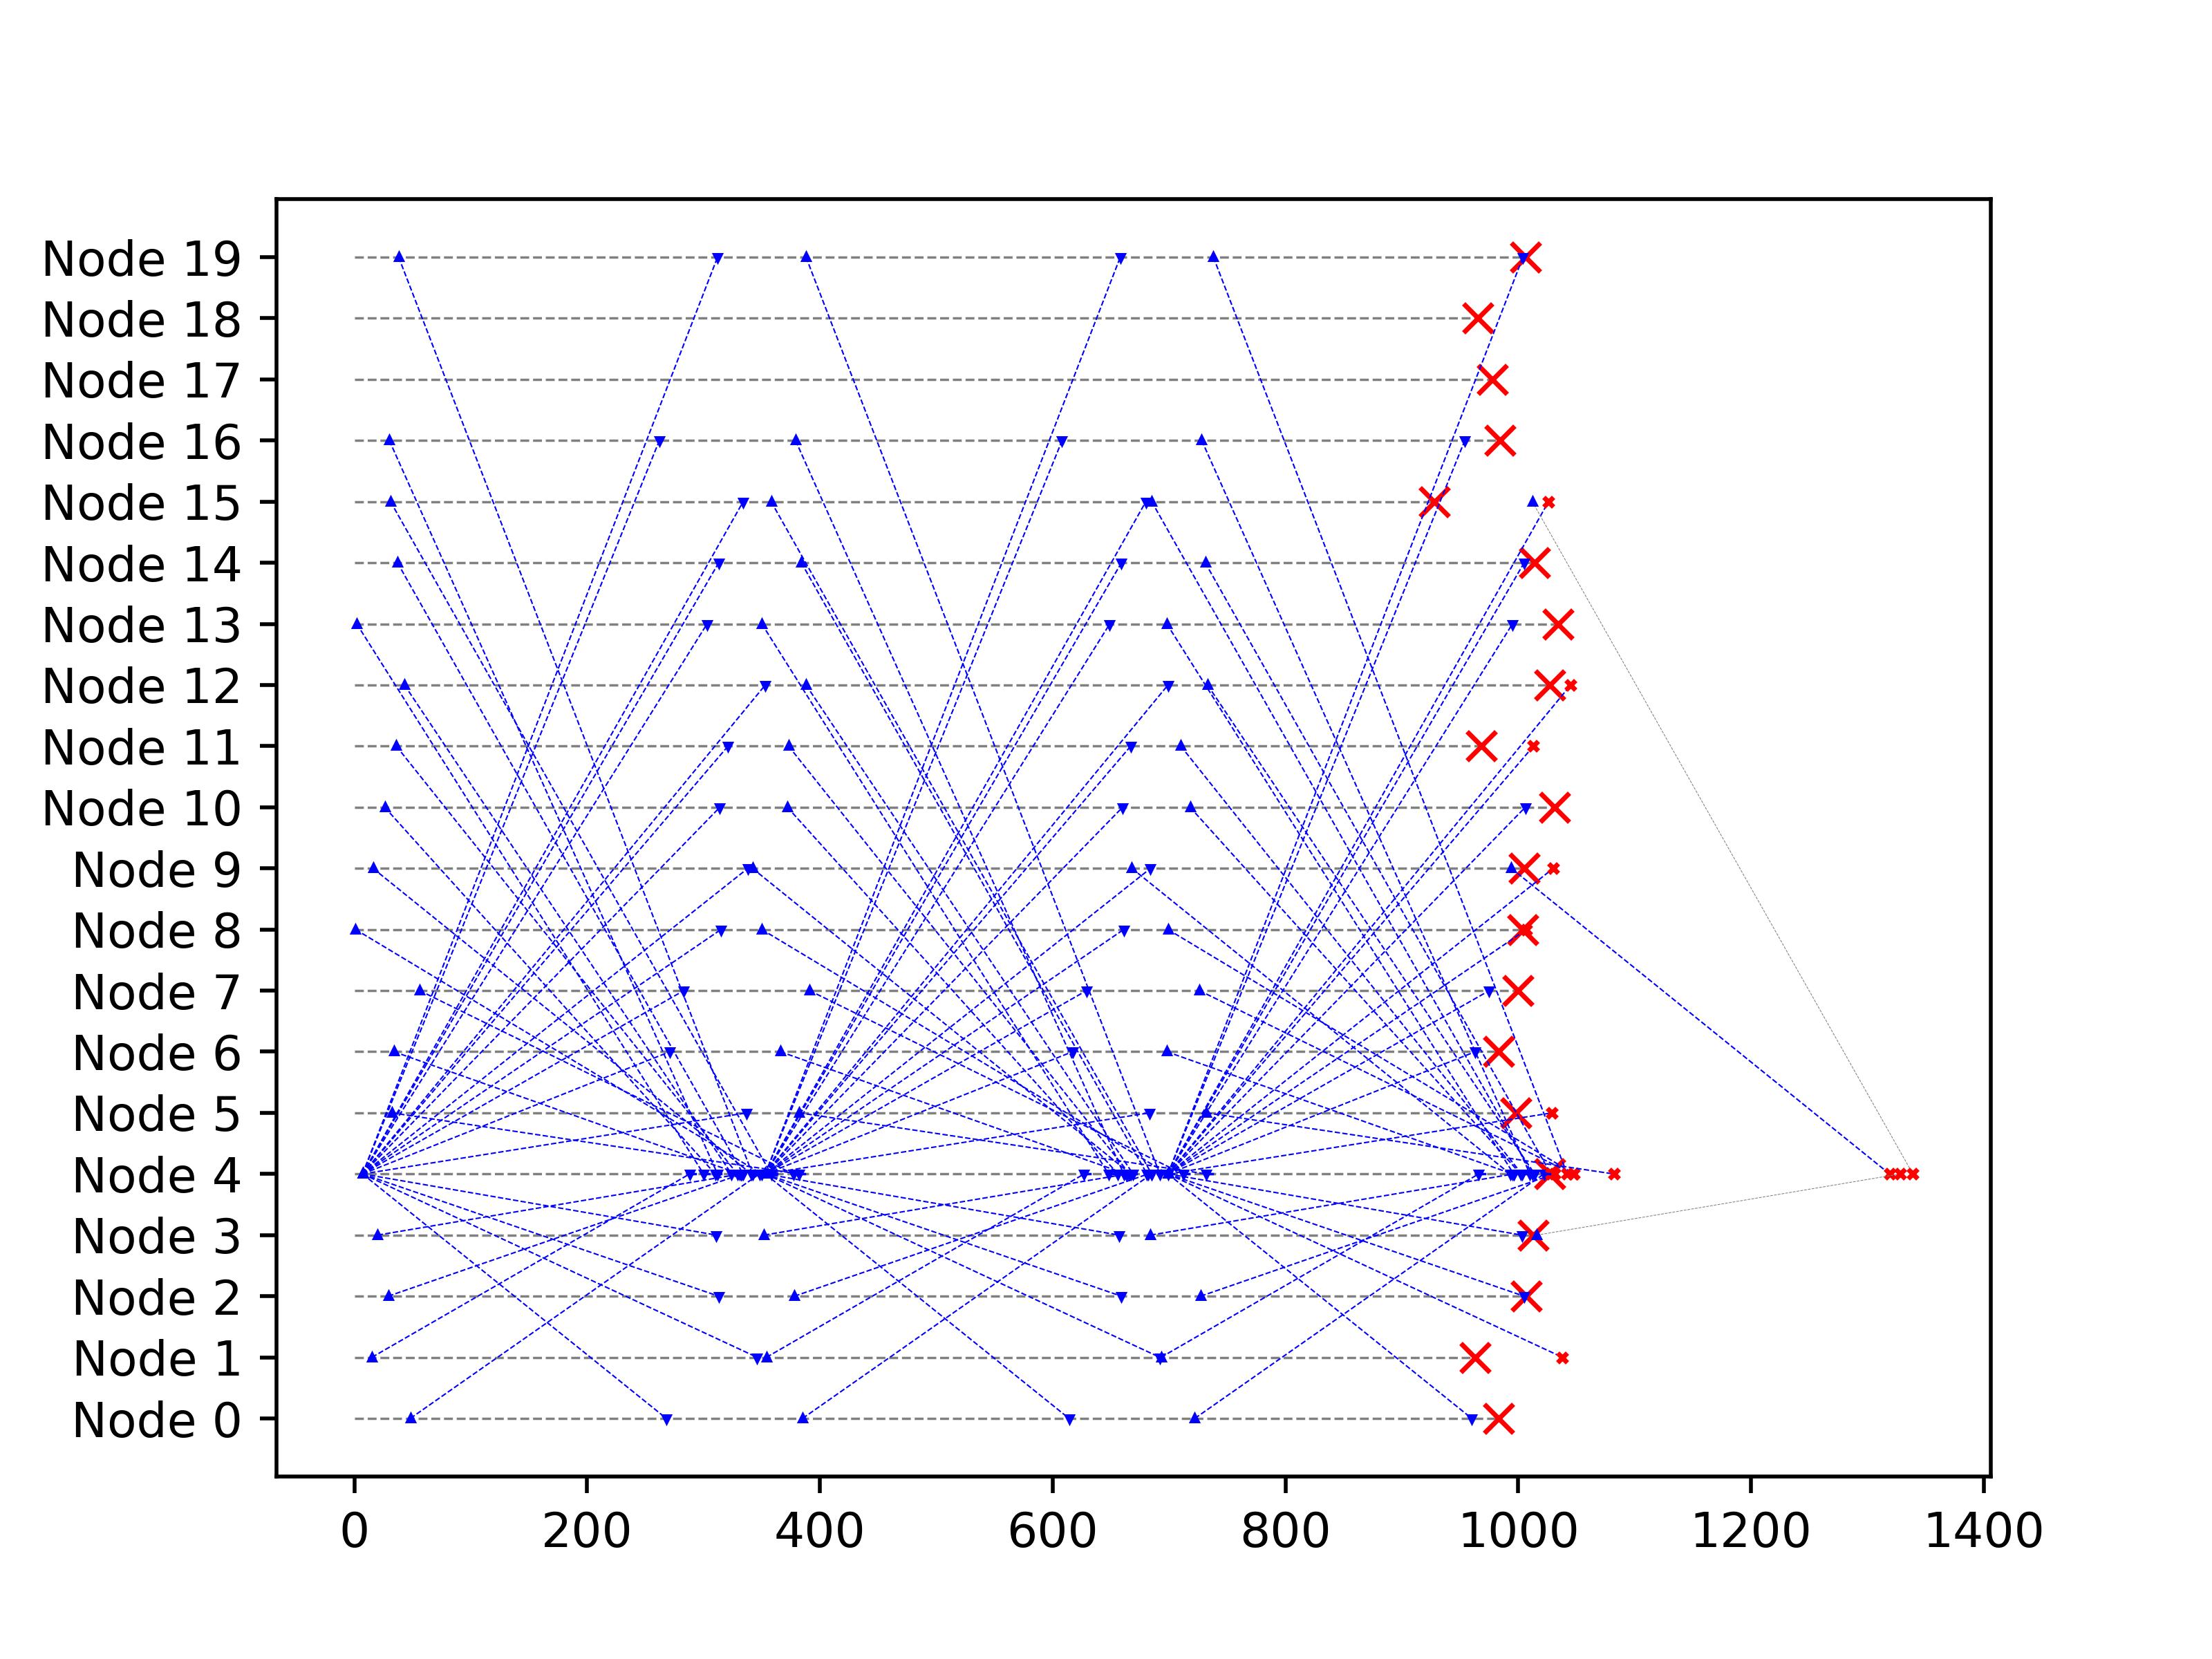 Node 19
Node 18
Node 17
Node 16
Node 15
Node 14
Node 13
Node 12
Node 11
Node 10
Node 9
Node 8
Node 7
Node 6
Node 5
Node 4
Node 3
Node 2
Node 1
Node 0
0 200 400 600 800 1000 1200 1400